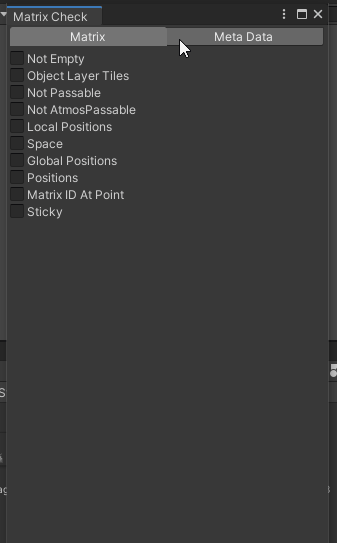 Matrix Check
Matrix Meta Data
Not Empty
Object Layer Tiles
Not Passable
Not AtmosPassable
Local Positions
Space
Global Positions
Positions
Matrix ID At Point
Sticky